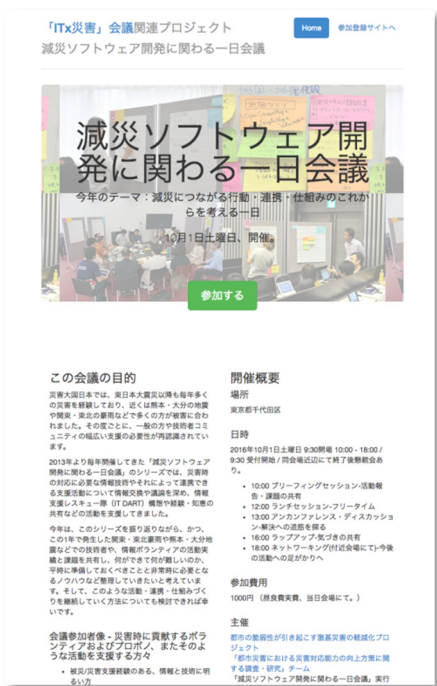 「ITx災害」会議関連プロジェクト
減災ソフトウェア開発に関わる一日会議
Home
参加登録サイトへ
減災ソフトウェア開
発に関わる一日会議
今年のテーマ：減災につながる行動・連携・仕組みのこれか
らを考える一日
10月1日土曜日、開催。
参加する
この会議の目的
災害大国日本では、東日本大震災以降も毎年多く
の災害を経験しており、近くは熊本・大分の地震
や関東・東北の豪雨などで多くの方が被害に合わ
れました。その度ごとに、一般の方や技術者コミ
ュニティの幅広い支援の必要性が再認識されてい
ます。
2013年より毎年開催してきた「減災ソフトウェア
開発に関わる一日会議」のシリーズでは、災害時
の対応に必要な情報技術やそれによって連携でき
る支援活動について情報交換や議論を深め、情報
支援レスキュー隊（IT DART）構想や経験・知恵の
共有などの活動を支援してきました。
今年は、このシリーズを振り返りながら、かつ、
この1年で発生した関東・東北豪雨や熊本・大分地
震などでの技術者や、情報ボランティアの活動実
績と課題を共有し、何ができて何が難しいのか、
平時に準備しておくべきことと非常時に必要とな
るノウハウなど整理していきたいと考えていま
す。そして、このような活動・連携・仕組みづく
りを継続していく方法についても検討できれば幸
いです。
会議参加者像 - 災害時に貢献するボラ
ンティアおよびプロボノ、またそのよ
うな活動を支援する方々
• 被災/災害支援経験のある、情報と技術に明
るい方
開催概要
場所
東京都千代田区
日時
2016年10月1日土曜日 9:30開場 10:00 - 18:00 /
9:30 受付開始 / 同会場近辺にて終了後懇親会あ
り。
• 10:00 ブリーフィングセッション-活動報
告・課題の共有
• 12:00 ランチセッション-フリータイム
• 13:00 アンカンファレンス・ディスカッショ
ン-解決への道筋を探る
• 16:00 ラップアップ-気づきの共有
• 18:00 ネットワーキング(付近会場にて)-今後
の活動への足がかりへ
参加費用
1000円 （昼食費実費、当日会場にて。）
主催
都市の脆弱性が引き起こす激甚災害の軽減化プロ
ジェクト
「都市災害における災害対応能力の向上方策に関
する調査・研究」チーム
「減災ソフトウェア開発に関わる一日会議」実行